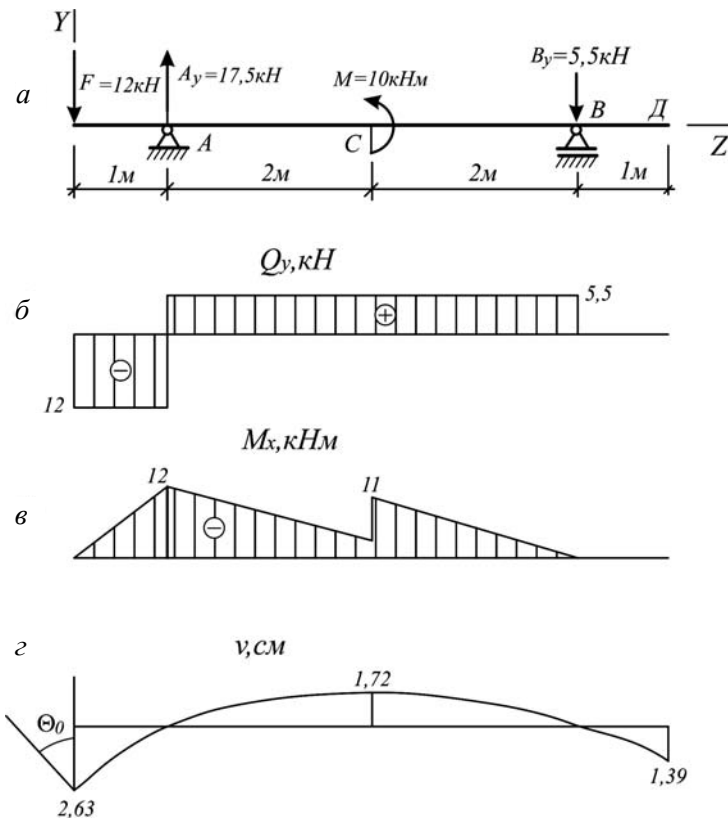 Y
а
F =12кН
Ay=17,5кН
M=10кНм
By=5,5кН
A
C
B
Д
Z
1м
2м
2м
1м
Qy,кН
б
5,5
+
−
12
Mx,кНм
в
12
11
−
v,см
г
1,72
Θ0
2,63
1,39